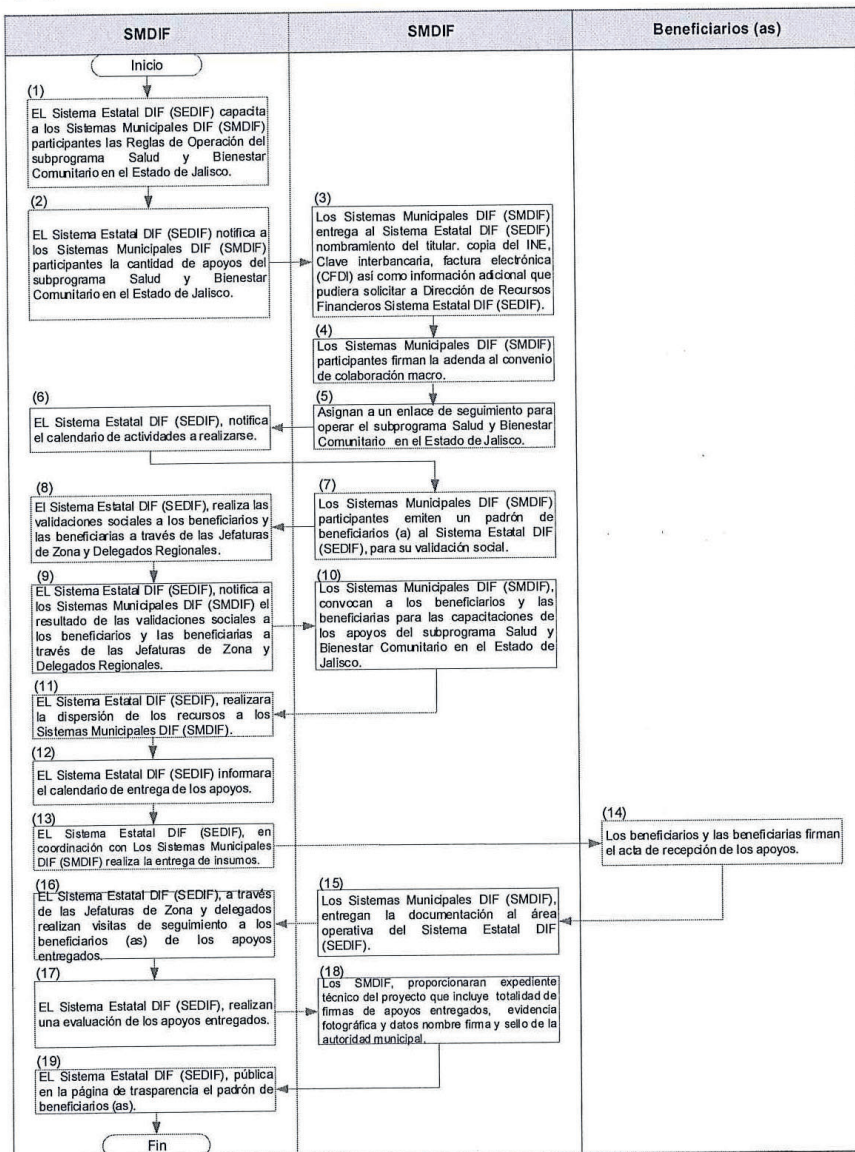 SMDIF
SMDIF
Beneficiarios (as)
Inicio
(1)
EL Sistema Estatal DIF (SEDIF) capacita
a los Sistemas Municipales DIF (SMDIF)
participantes las Reglas de Operación del
subprograma Salud y Bienestar
Comunitario en el Estado de Jalisco.
(2)
EL Sistema Estatal DIF (SEDIF) notifica a
los Sistemas Municipales DIF (SMDIF)
participantes la cantidad de apoyos del
subprograma Salud y Bienestar
Comunitario en el Estado de Jalisco.
(3)
Los Sistemas Municipales DIF (SMDIF)
entrega al Sistema Estatal DIF (SEDIF)
nombramiento del titular. copia del INE,
Clave interbancaria, factura electrónica
(CFDI) así como información adicional que
pudiera solicitar a Dirección de Recursos
Financieros Sistema Estatal DIF (SEDIF).
(4)
Los Sistemas Municipales DIF (SMDIF)
participantes firman la adenda al convenio
de colaboración macro.
(5)
Asignan a un enlace de seguimiento para
operar el subprograma Salud y Bienestar
Comunitario en el Estado de Jalisco.
(6)
EL Sistema Estatal DIF (SEDIF), notifica
el calendario de actividades a realizarse.
(7)
Los Sistemas Municipales DIF (SMDIF)
participantes emiten un padrón de
beneficiarios (a) al Sistema Estatal DIF
(SEDIF), para su validación social.
(8)
El Sistema Estatal DIF (SEDIF), realiza las
validaciones sociales a los beneficiarios y
las beneficiarias a través de las Jefaturas
de Zona y Delegados Regionales.
(9)
EL Sistema Estatal DIF (SEDIF), notifica a
los Sistemas Municipales DIF (SMDIF) el
resultado de las validaciones sociales a
los beneficiarios y las beneficiarias a
través de las Jefaturas de Zona y
Delegados Regionales.
(10)
Los Sistemas Municipales DIF (SMDIF),
convocan a los beneficiarios y las
beneficiarias para las capacitaciones de
los apoyos del subprograma Salud y
Bienestar Comunitario en el Estado de
Jalisco.
(11)
EL Sistema Estatal DIF (SEDIF), realizara
la dispersión de los recursos a los
Sistemas Municipales DIF (SMDIF).
(12)
EL Sistema Estatal DIF (SEDIF) informara
el calendario de entrega de los apoyos.
(13)
EL Sistema Estatal DIF (SEDIF), en
coordinación con Los Sistemas Municipales
DIF (SMDIF) realiza la entrega de insumos.
(14)
Los beneficiarios y las beneficiarias firman
el acta de recepción de los apoyos.
(15)
Los Sistemas Municipales DIF (SMDIF),
entregan la documentación al área
operativa del Sistema Estatal DIF
(SEDIF).
(16)
EL Sistema Estatal DIF (SEDIF), a través
de las Jefaturas de Zona y delegados
realizan visitas de seguimiento a los
beneficiarios (as) de los apoyos
entregados.
(17)
EL Sistema Estatal DIF (SEDIF), realizan
una evaluación de los apoyos entregados.
(18)
Los SMDIF, proporcionaran expediente
técnico del proyecto que incluye totalidad de
firmas de apoyos entregados, evidencia
fotográfica y datos nombre firma y sello de la
autoridad municipal.
(19)
EL Sistema Estatal DIF (SEDIF), pública
en la página de trasparencia el padrón de
beneficiarios (as).
Fin